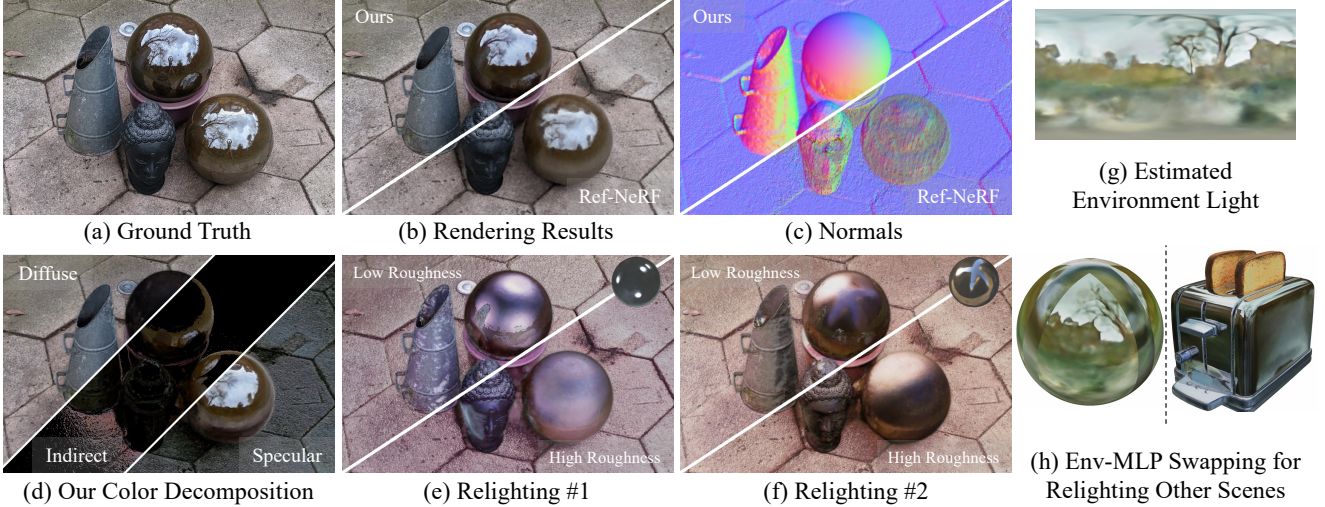 Ours
Ref-NeRF
Ours
Ref-NeRF
(a) Ground Truth
(b) Rendering Results
(c) Normals
(g) Estimated
Environment Light
Diffuse
Indirect
Specular
Low Roughness
High Roughness
Low Roughness
High Roughness
(d) Our Color Decomposition
(e) Relighting #1
(f) Relighting #2
(h) Env-MLP Swapping for
Relighting Other Scenes